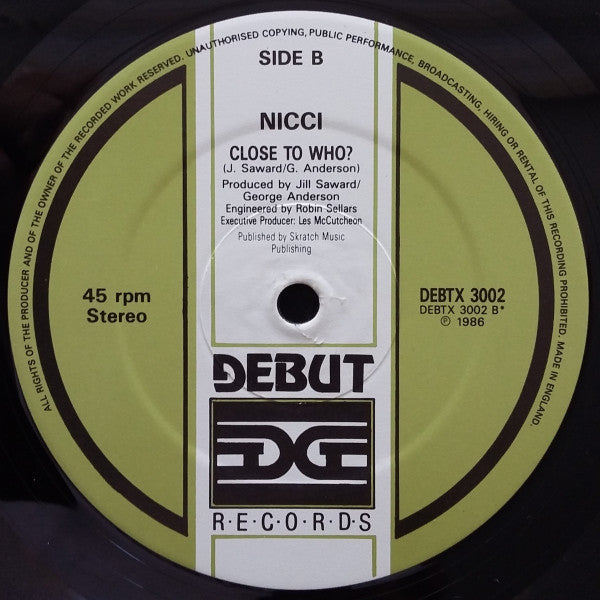 ALL RIGHTS OF THE PRODUCER AND OF THE OWNER OF THE RECORDED WORK RESERVED. UNAUTHORISED COPYING, PUBLIC PERFORMANCE, BROADCASTING, HIRING OR RENTAL OF THIS RECORDING PROHIBITED. MADE IN ENGLAND.
SIDE B
NICCI
CLOSE TO WHO?
(J. Saward/G. Anderson)
Produced by Jill Saward/
George Anderson
Engineered by Robin Sellars
Executive Producer: Les McCutcheon
Published by Skratch Music
Publishing
45 rpm
Stereo
DEBTX 3002
DEBTX 3002 B*
℗ 1986
DEBUT
R·E·C·O·R·D·S